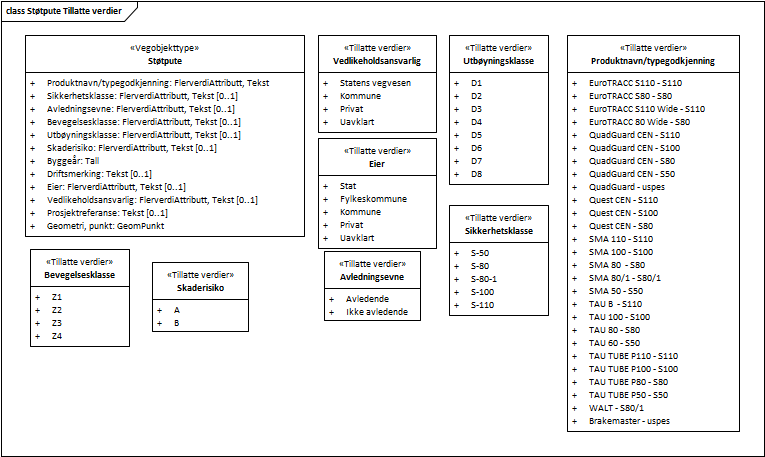 class Støtpute Tillatte verdier
«Vegobjekttype»
Støtpute
+ Produktnavn/typegodkjenning: FlerverdiAttributt, Tekst
+ Sikkerhetsklasse: FlerverdiAttributt, Tekst [0..1]
+ Avledningsevne: FlerverdiAttributt, Tekst [0..1]
+ Bevegelsesklasse: FlerverdiAttributt, Tekst [0..1]
+ Utbøyningsklasse: FlerverdiAttributt, Tekst [0..1]
+ Skaderisiko: FlerverdiAttributt, Tekst [0..1]
+ Byggeår: Tall
+ Driftsmerking: Tekst [0..1]
+ Eier: FlerverdiAttributt, Tekst [0..1]
+ Vedlikeholdsansvarlig: FlerverdiAttributt, Tekst [0..1]
+ Prosjektreferanse: Tekst [0..1]
+ Geometri, punkt: GeomPunkt
«Tillatte verdier»
Vedlikeholdsansvarlig
+ Statens vegvesen
+ Kommune
+ Privat
+ Uavklart
«Tillatte verdier»
Eier
+ Stat
+ Fylkeskommune
+ Kommune
+ Privat
+ Uavklart
«Tillatte verdier»
Avledningsevne
+ Avledende
+ Ikke avledende
«Tillatte verdier»
Utbøyningsklasse
+ D1
+ D2
+ D3
+ D4
+ D5
+ D6
+ D7
+ D8
«Tillatte verdier»
Sikkerhetsklasse
+ S-50
+ S-80
+ S-80-1
+ S-100
+ S-110
«Tillatte verdier»
Produktnavn/typegodkjenning
+ EuroTRACC S110 - S110
+ EuroTRACC S80 - S80
+ EuroTRACC S110 Wide - S110
+ EuroTRACC 80 Wide - S80
+ QuadGuard CEN - S110
+ QuadGuard CEN - S100
+ QuadGuard CEN - S80
+ QuadGuard CEN - S50
+ QuadGuard - uspes
+ Quest CEN - S110
+ Quest CEN - S100
+ Quest CEN - S80
+ SMA 110 - S110
+ SMA 100 - S100
+ SMA 80 - S80
+ SMA 80/1 - S80/1
+ SMA 50 - S50
+ TAU B - S110
+ TAU 100 - S100
+ TAU 80 - S80
+ TAU 60 - S50
+ TAU TUBE P110 - S110
+ TAU TUBE P100 - S100
+ TAU TUBE P80 - S80
+ TAU TUBE P50 - S50
+ WALT - S80/1
+ Brakemaster - uspes
«Tillatte verdier»
Bevegelsesklasse
+ Z1
+ Z2
+ Z3
+ Z4
«Tillatte verdier»
Skaderisiko
+ A
+ B